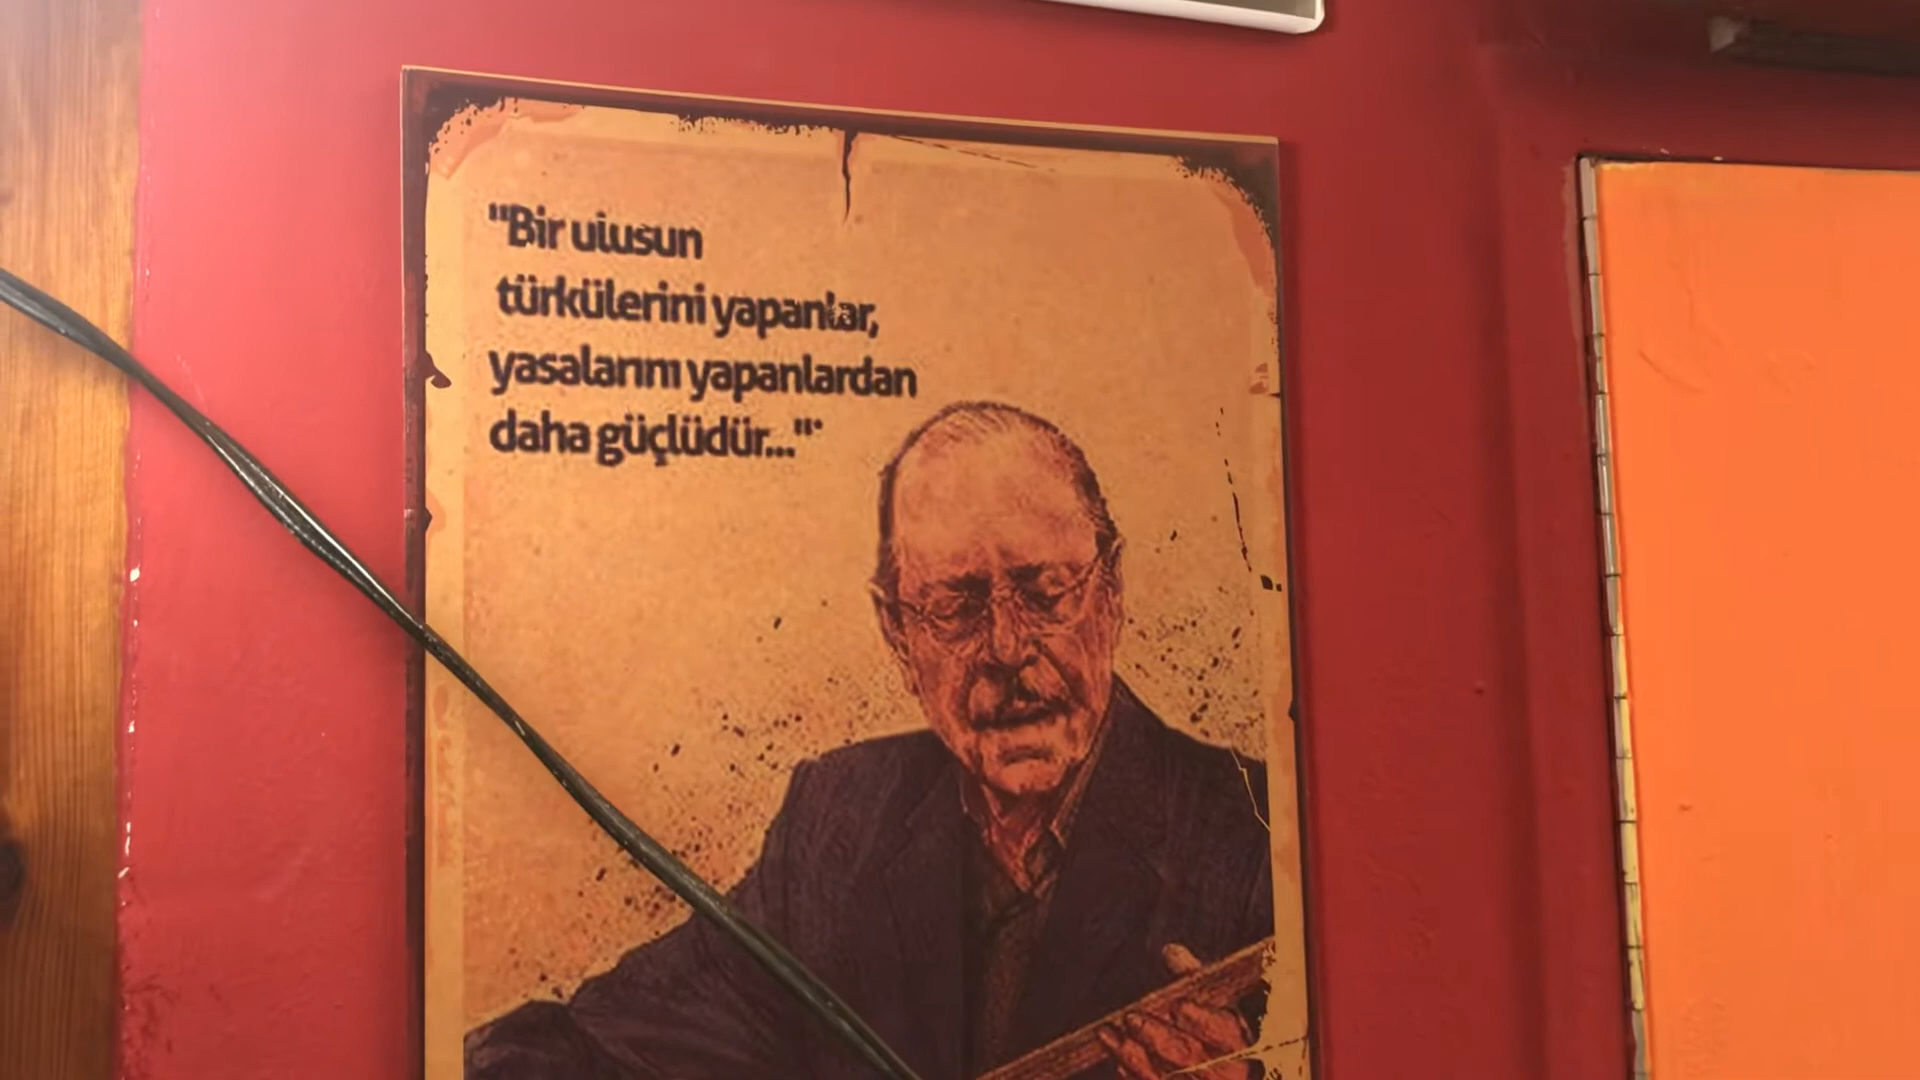 "Bir ulusun
türkülerini yapanlar,
yasalarını yapanlardan
daha güçlüdür..."